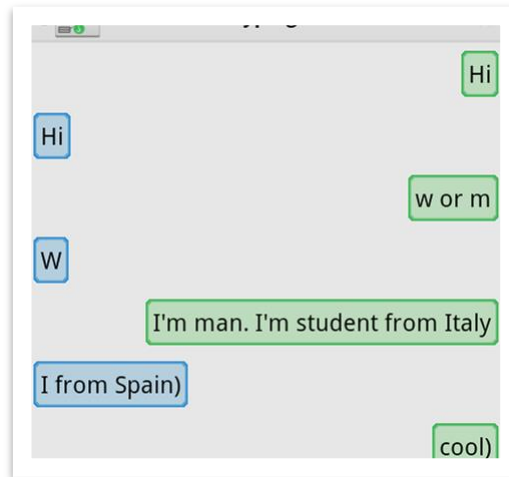 Hi
Hi
w or m
W
I'm man. I'm student from Italy
I from Spain)
cool)